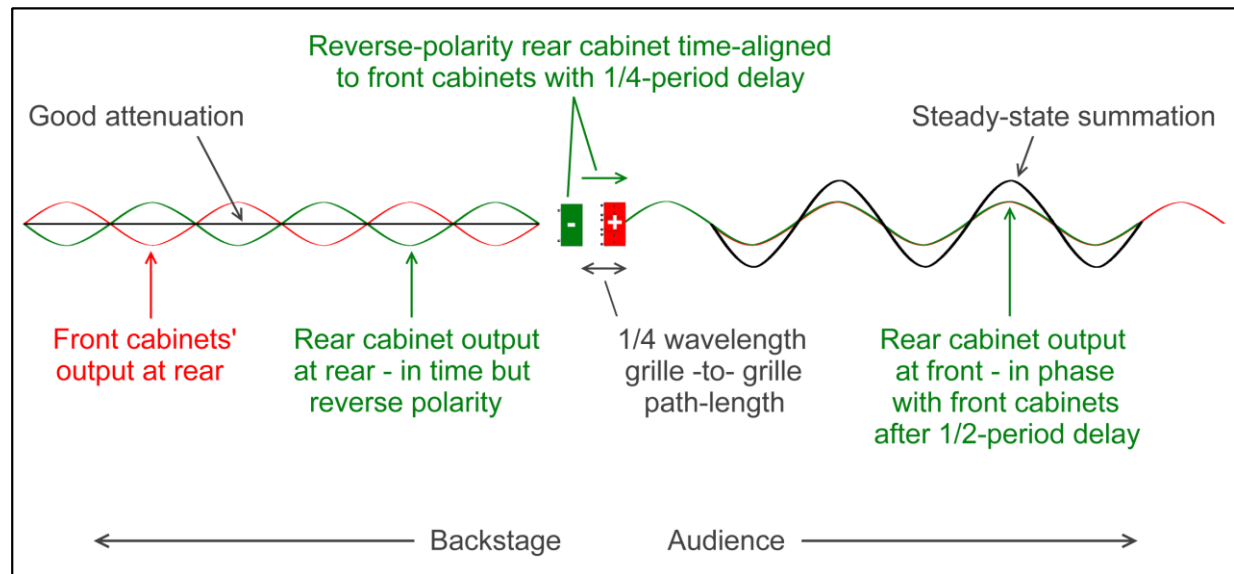 Reverse-polarity rear cabinet time-aligned
to front cabinets with 1/4-period delay
Good attenuation
Steady-state summation
-
+
Front cabinets'
output at rear
Rear cabinet output
at rear - in time but
reverse polarity
1/4 wavelength
grille -to- grille
path-length
Rear cabinet output
at front - in phase
with front cabinets
after 1/2-period delay
Backstage
Audience